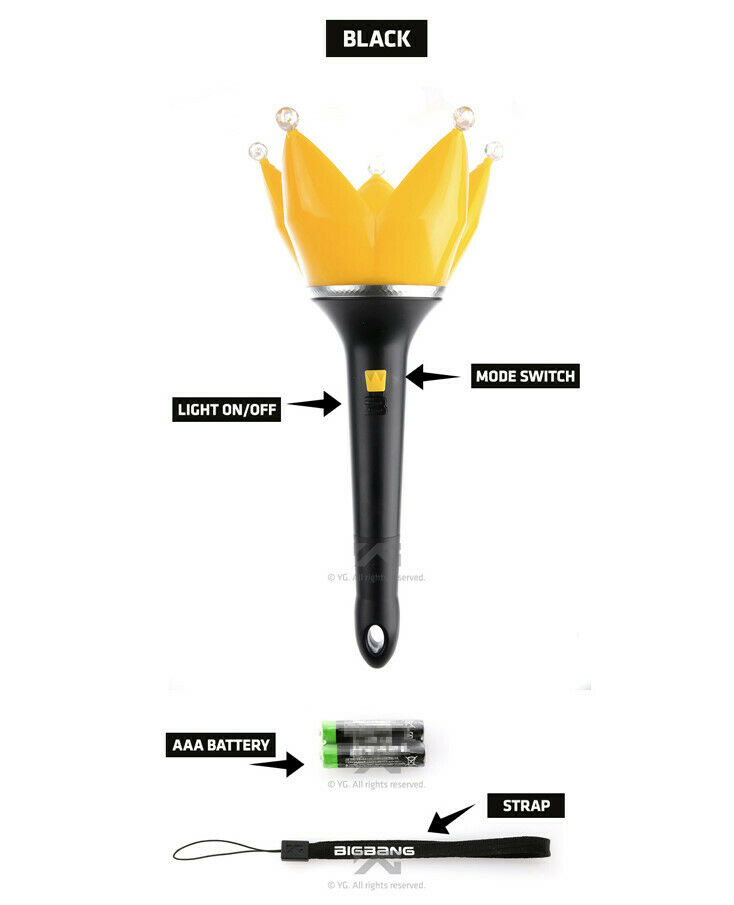 BLACK
MODE SWITCH
LIGHT ON/OFF
© YG. All rights reserved.
AAA BATTERY
© YG. All rights reserved.
STRAP
BIGBANG
© YG. All rights reserved.